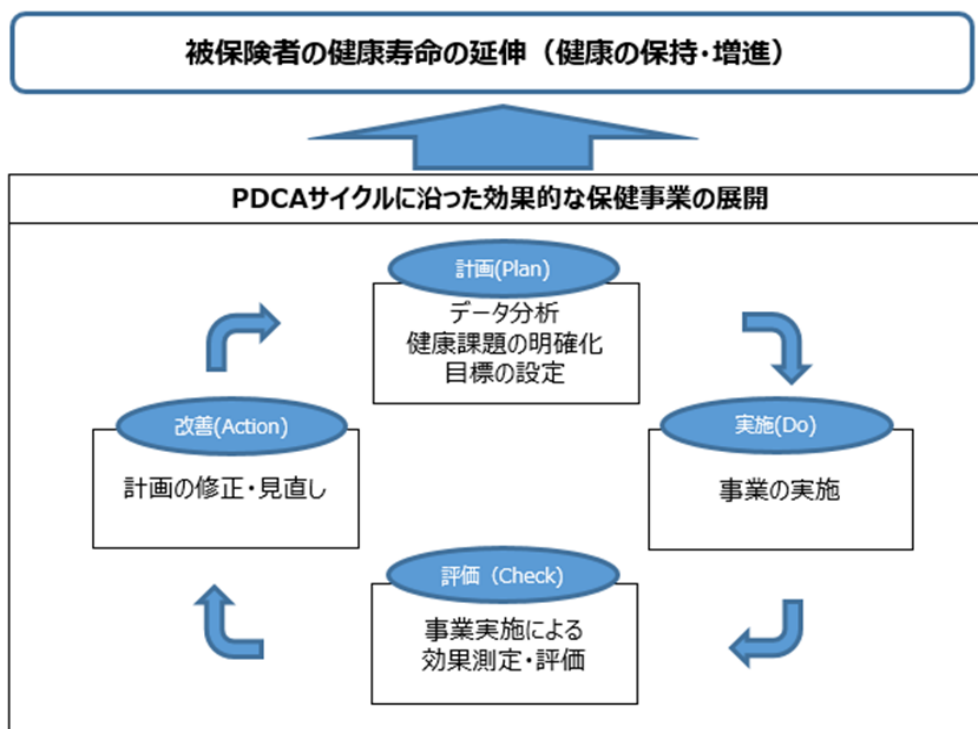 被保険者の健康寿命の延伸（健康の保持・増進）
PDCAサイクルに沿った効果的な保健事業の展開
計画(Plan)
データ分析
健康課題の明確化
目標の設定
改善(Action)
計画の修正・見直し
実施(Do)
事業の実施
評価（Check)
事業実施による
効果測定・評価